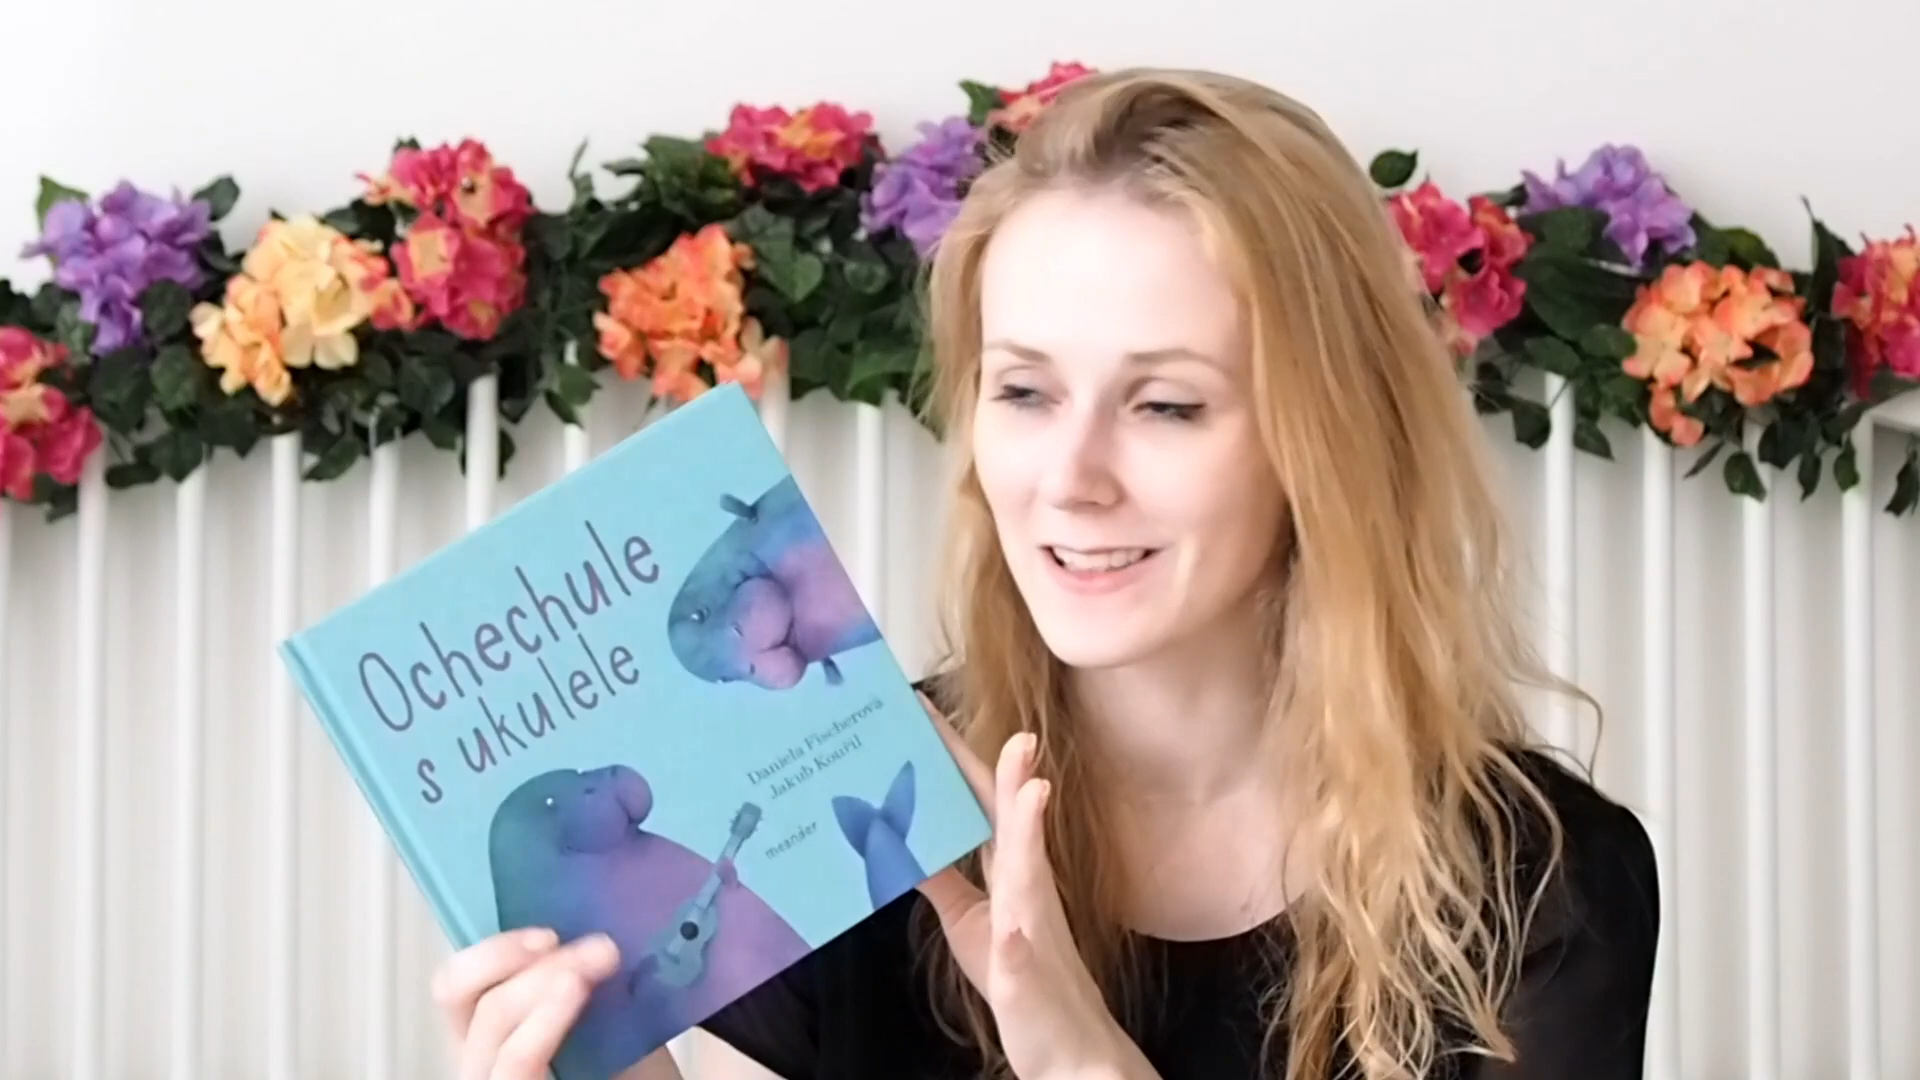 Ochechule
s ukulele
Daniela Fischerová
Jakub Kouřil
meander